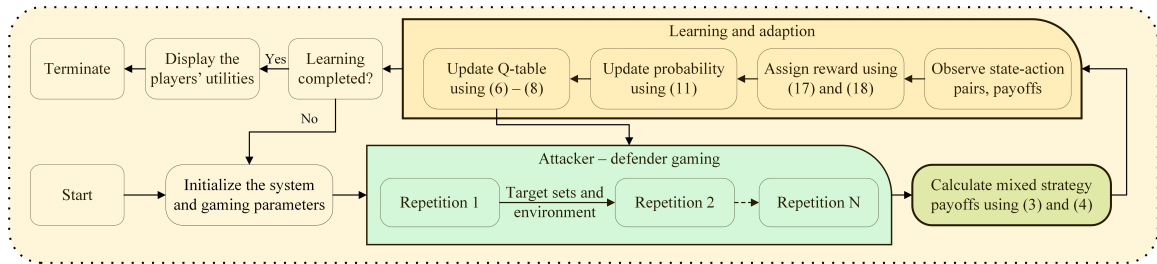 Learning and adaption
Terminate
Display the
players' utilities
Yes
Learning
completed?
Update Q-table
using (6) – (8)
Update probability
using (11)
Assign reward using
(17) and (18)
Observe state-action
pairs, payoffs
No
Attacker – defender gaming
Start
Initialize the system
and gaming parameters
Repetition 1
Target sets and
environment
Repetition 2
Repetition N
Calculate mixed strategy
payoffs using (3) and (4)